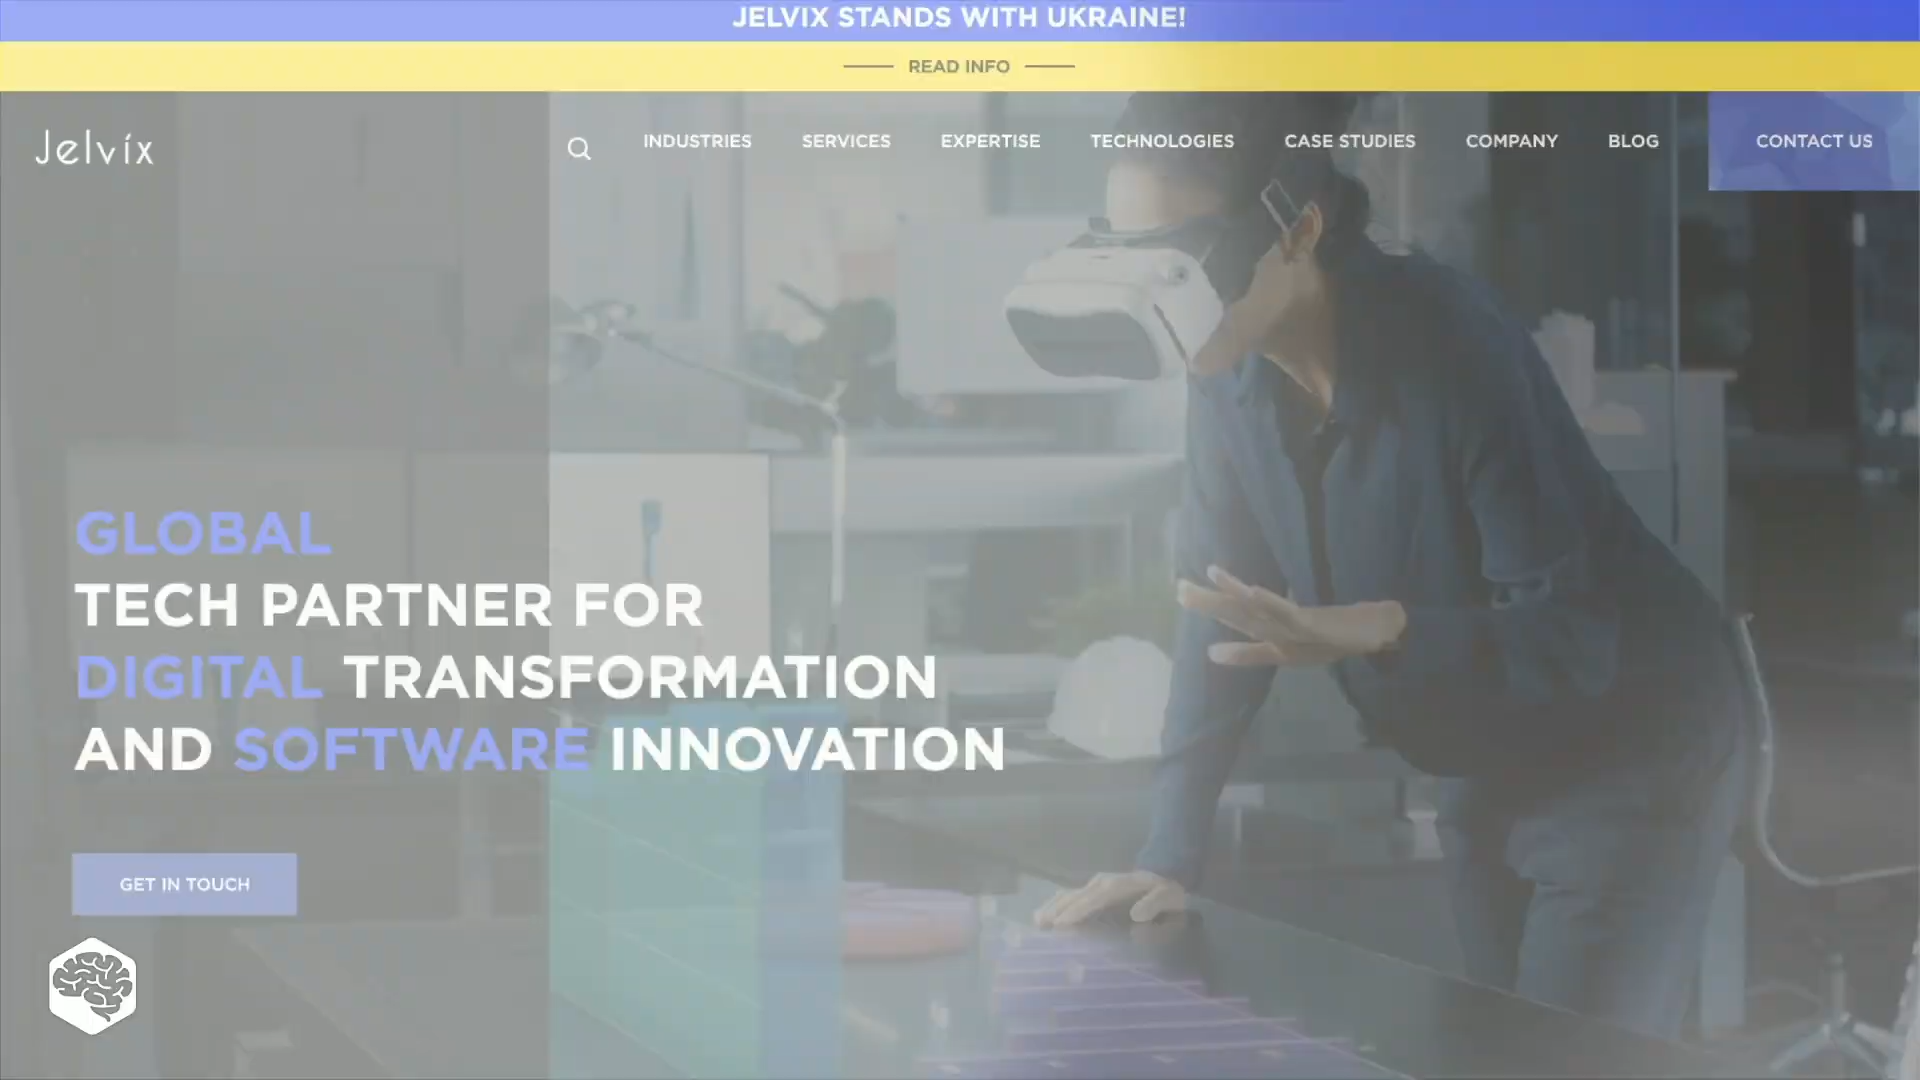 JELVIX STANDS WITH UKRAINE!
READ INFO
Jelvix
INDUSTRIES
SERVICES
EXPERTISE
TECHNOLOGIES
CASE STUDIES
COMPANY
BLOG
CONTACT US
GLOBAL
TECH PARTNER FOR
DIGITAL TRANSFORMATION
AND SOFTWARE INNOVATION
GET IN TOUCH